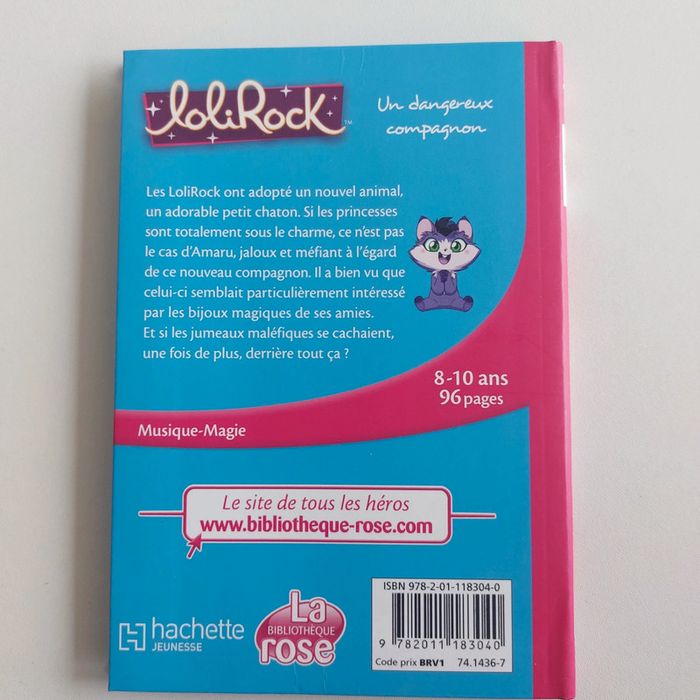 LoliRock™
Un dangereux
compagnon
Les LoliRock ont adopté un nouvel animal,
un adorable petit chaton. Si les princesses
sont totalement sous le charme, ce n'est pas
le cas d'Amaru, jaloux et méfiant à l'égard
de ce nouveau compagnon. Il a bien vu que
celui-ci semblait particulièrement intéressé
par les bijoux magiques de ses amies.
Et si les jumeaux maléfiques se cachaient,
une fois de plus, derrière tout ça ?
8-10 ans
96 pages
Musique-Magie
Le site de tous les héros
www.bibliotheque-rose.com
hachette
JEUNESSE
La
BIBLIOTHÈQUE
rose
ISBN 978-2-01-118304-0
9 782011 183040
Code prix BRV1 74.1436-7